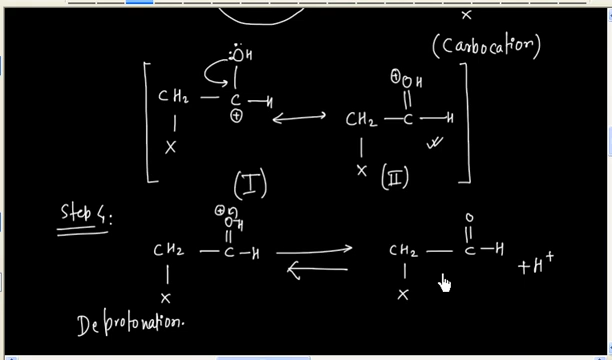 X
(Carbocation)
:ÖH
⊕OH
CH₂ — C — H ⟷ CH₂ — C — H
⊕
X
X
(I)
(II)
Step 4:
⊕
OH
O
CH₂ — C — H ⇌ CH₂ — C — H + H⁺
X
X
Deprotonation.